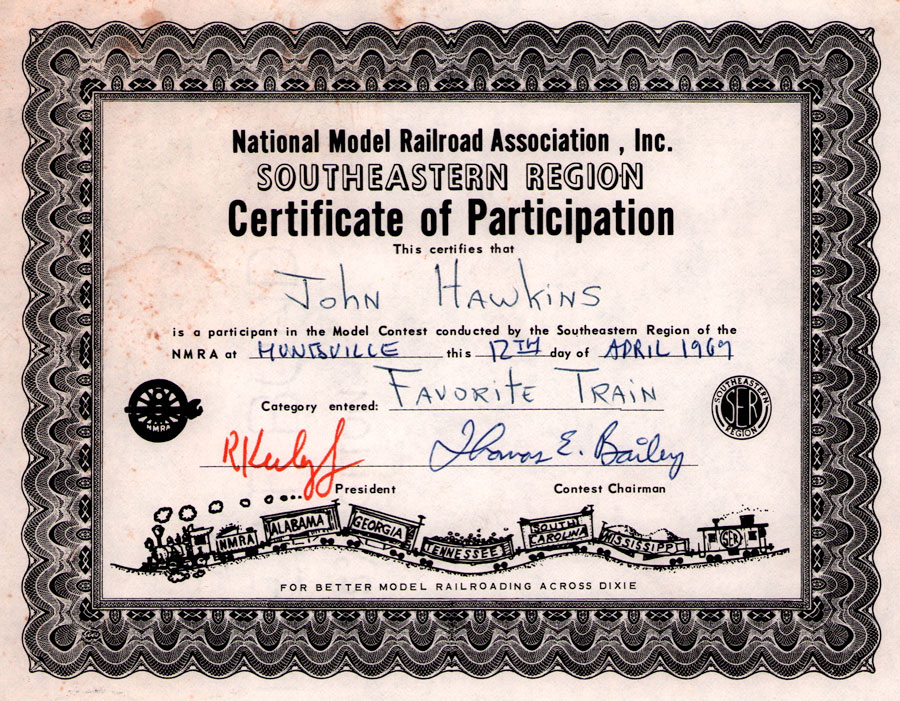 National Model Railroad Association , Inc.
SOUTHEASTERN REGION
Certificate of Participation
This certifies that
John Hawkins
is a participant in the Model Contest conducted by the Southeastern Region of the
NMRA at HUNTSVILLE this 12TH day of APRIL 1969
Category entered: Favorite Train
NMRA
SOUTHEASTERN
SER
REGION
Thomas E. Bailey
President Contest Chairman
NMRA ALABAMA GEORGIA TENNESSEE SOUTH CAROLINA MISSISSIPPI SER
FOR BETTER MODEL RAILROADING ACROSS DIXIE